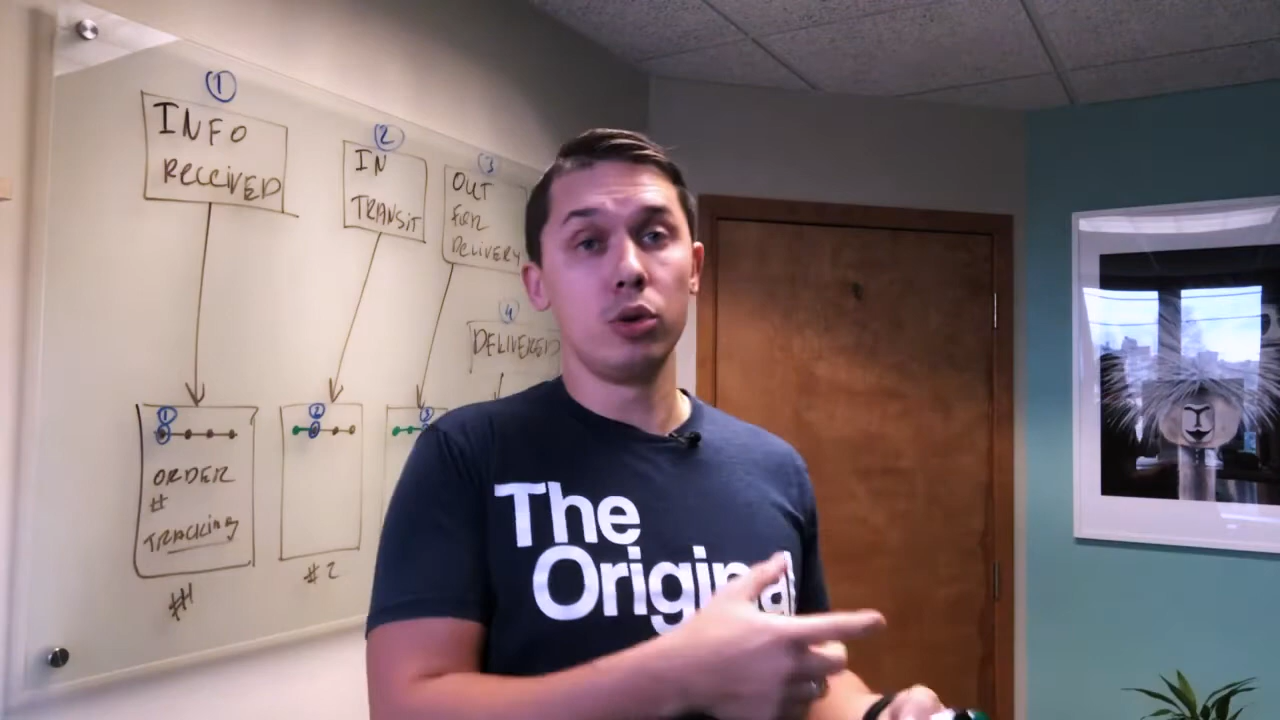 1
INFO
RECEIVED
2
IN
TRANSIT
3
OUT
FOR
DELIVERY
4
DELIVERED
1
ORDER
#
TRACKING
#1
2
#2
3
The
Original